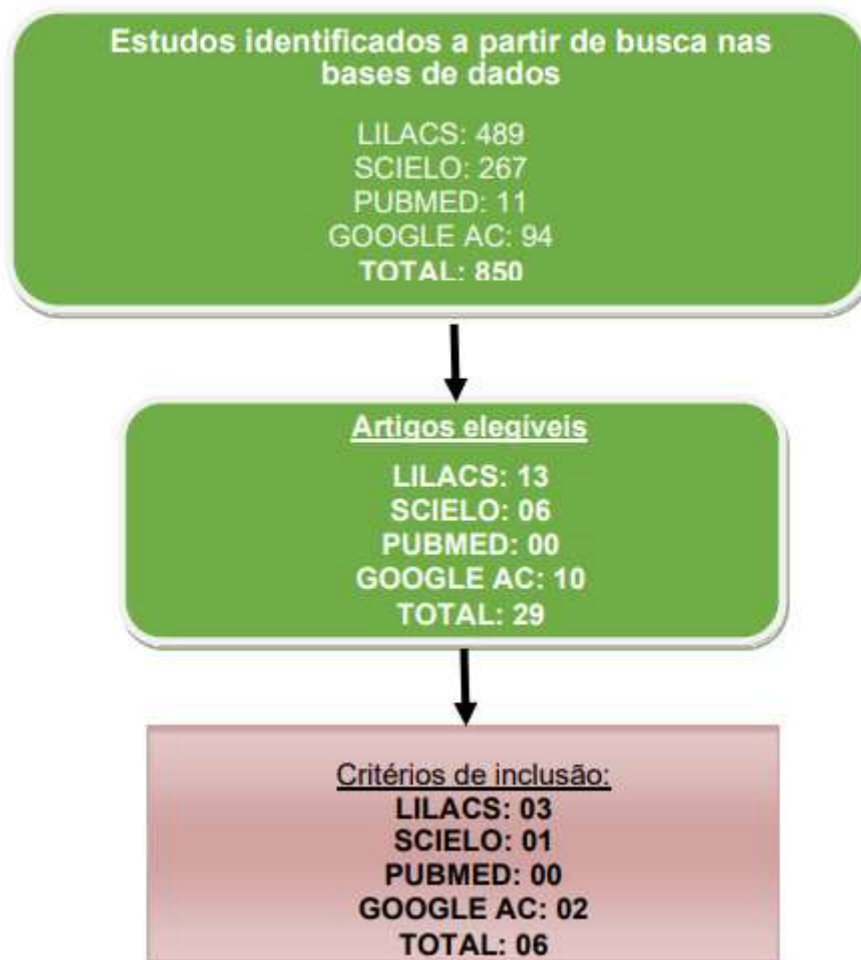 Estudos identificados a partir de busca nas
bases de dados
LILACS: 489
SCIELO: 267
PUBMED: 11
GOOGLE AC: 94
TOTAL: 850
Artigos elegíveis
LILACS: 13
SCIELO: 06
PUBMED: 00
GOOGLE AC: 10
TOTAL: 29
Critérios de inclusão:
LILACS: 03
SCIELO: 01
PUBMED: 00
GOOGLE AC: 02
TOTAL: 06